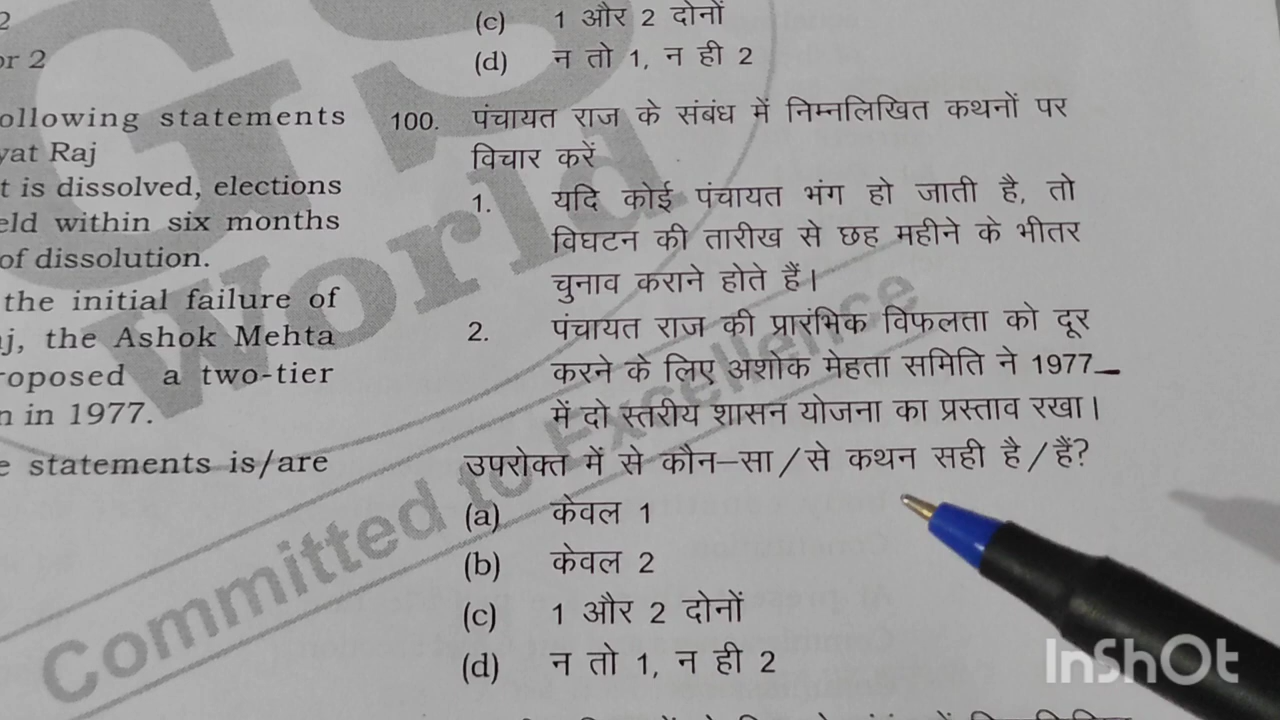 2
or 2
ollowing statements
yat Raj
t is dissolved, elections
eld within six months
of dissolution.
the initial failure of
aj, the Ashok Mehta
roposed a two-tier
n in 1977.
e statements is/are
(c) 1 और 2 दोनों
(d) न तो 1, न ही 2
100. पंचायत राज के संबंध में निम्नलिखित कथनों पर
विचार करें
1. यदि कोई पंचायत भंग हो जाती है, तो
विघटन की तारीख से छह महीने के भीतर
चुनाव कराने होते हैं।
2. पंचायत राज की प्रारंभिक विफलता को दूर
करने के लिए अशोक मेहता समिति ने 1977
में दो स्तरीय शासन योजना का प्रस्ताव रखा।
उपरोक्त में से कौन–सा/से कथन सही है/हैं?
(a) केवल 1
(b) केवल 2
(c) 1 और 2 दोनों
(d) न तो 1, न ही 2
GS
World
Committed to Excellence
InShOt